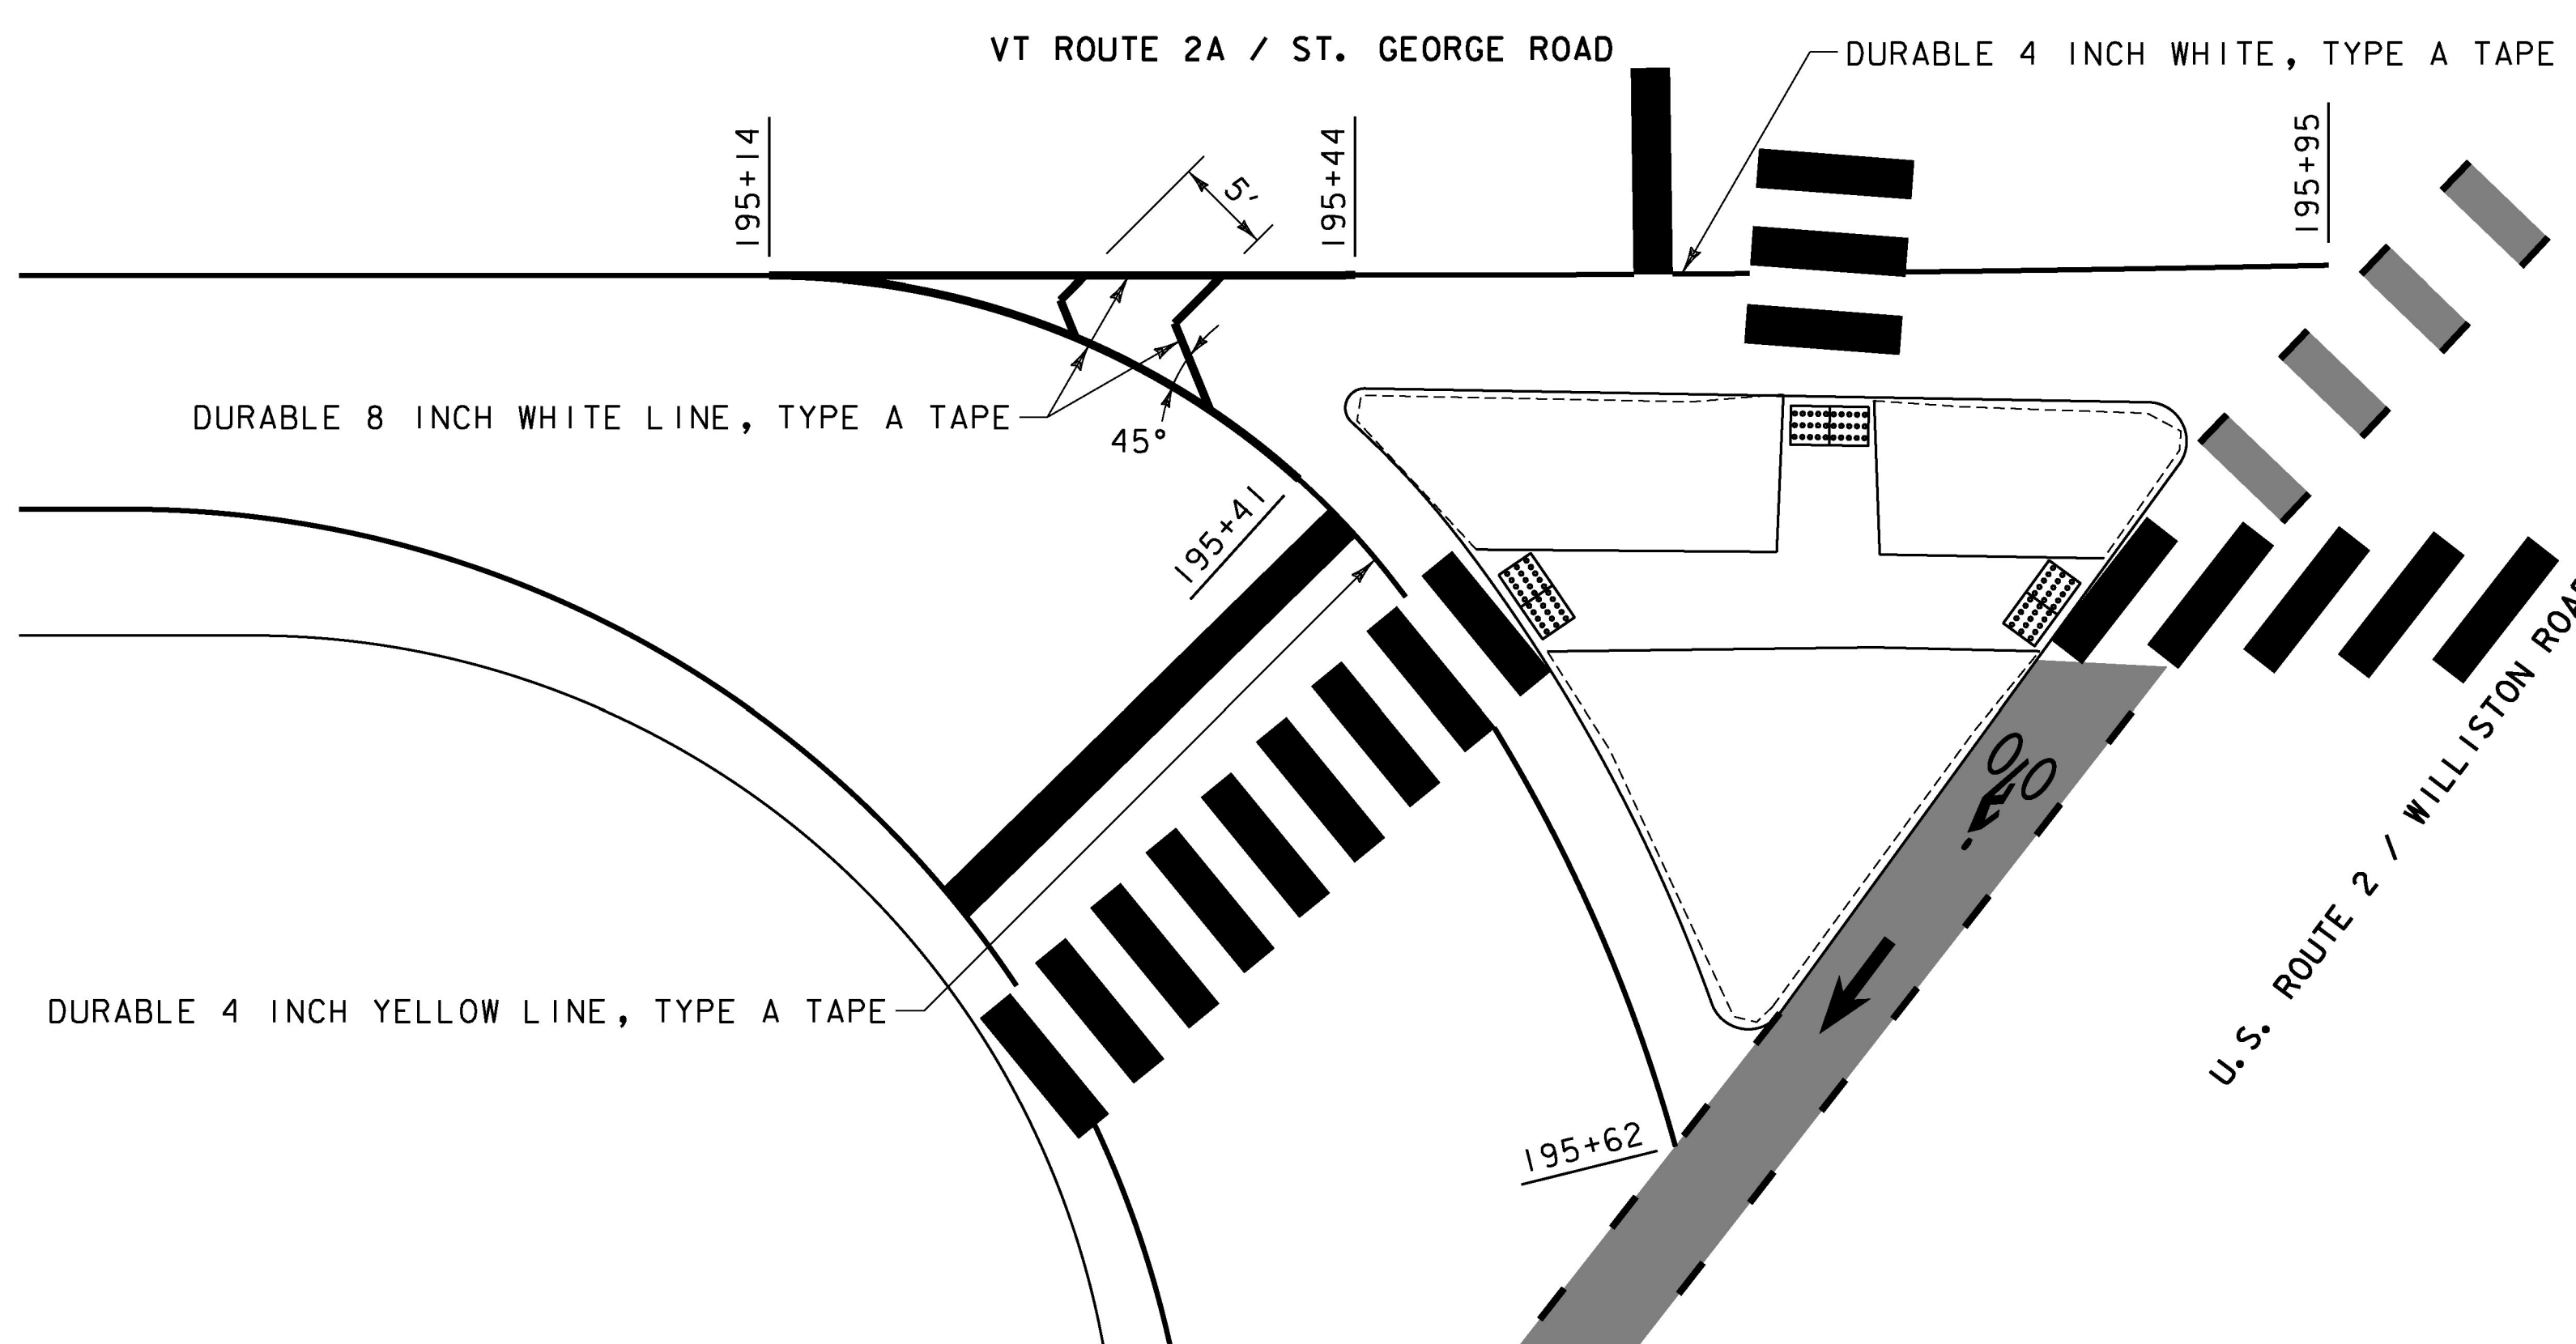 VT ROUTE 2A / ST. GEORGE ROAD
DURABLE 4 INCH WHITE, TYPE A TAPE
195+14
5'
195+44
195+95
DURABLE 8 INCH WHITE LINE, TYPE A TAPE
45°
195+41
DURABLE 4 INCH YELLOW LINE, TYPE A TAPE
195+62
U.S. ROUTE 2 / WILLISTON ROAD